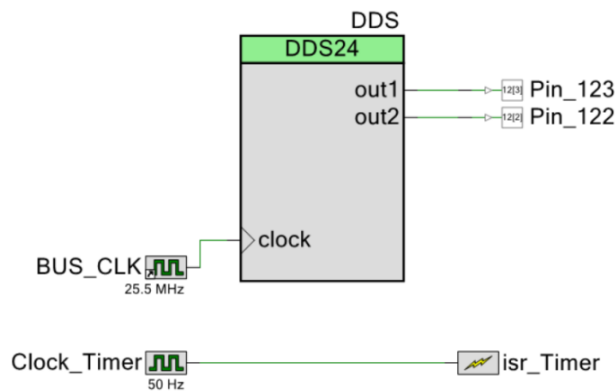 DDS
DDS24
out1
12[3] Pin_123
out2
12[2] Pin_122
clock
BUS_CLK
25.5 MHz
Clock_Timer
50 Hz
isr_Timer